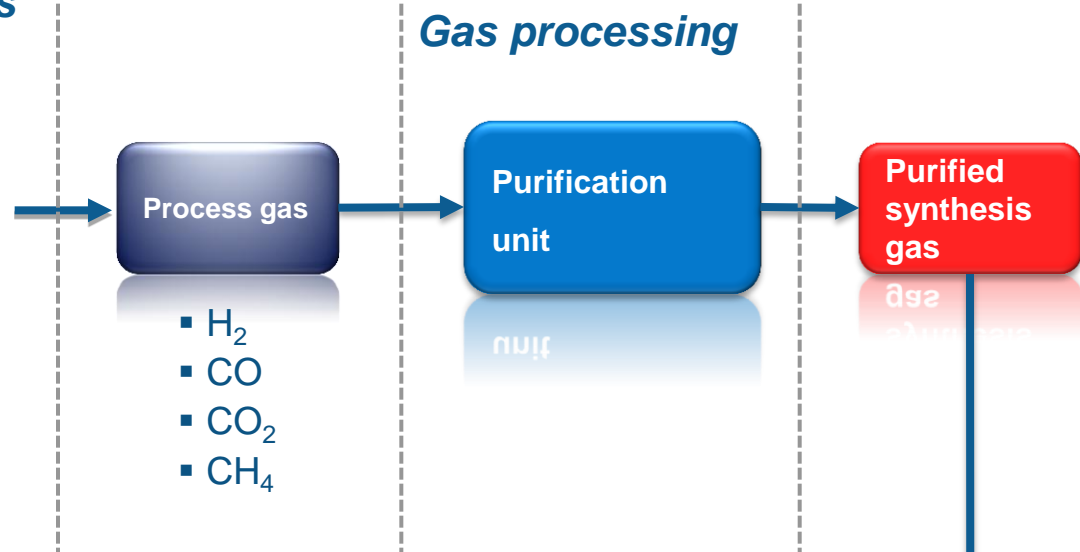 s
Gas processing
Process gas
Purification
unit
Purified
synthesis
gas
▪ H₂
▪ CO
▪ CO₂
▪ CH₄